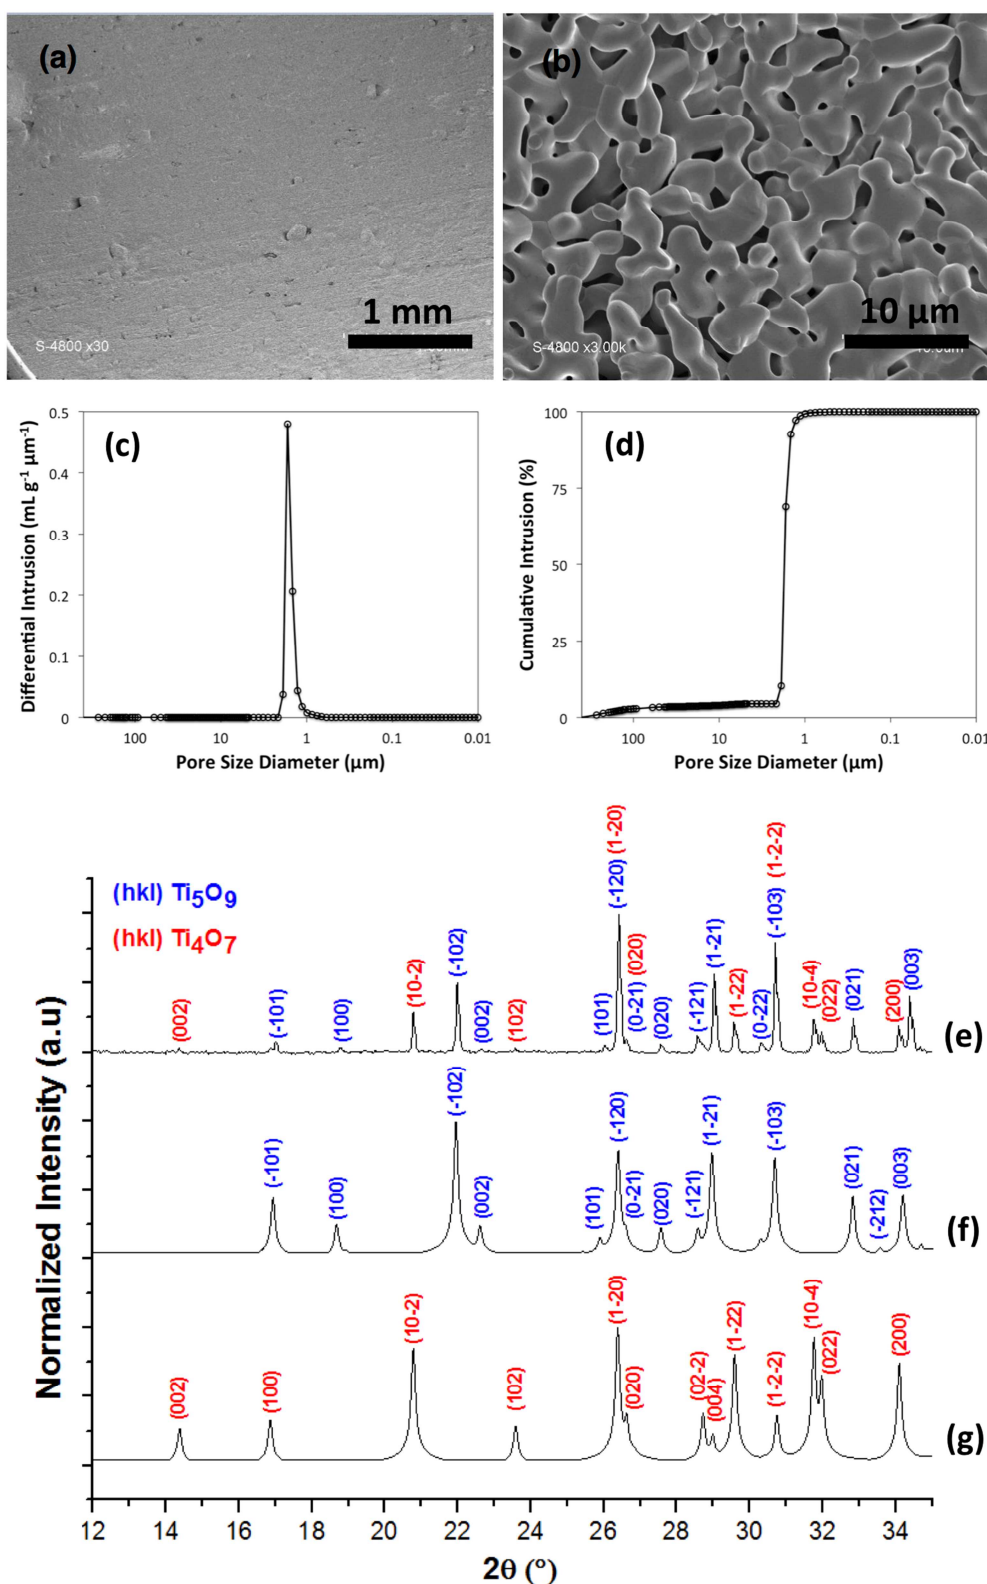 (a)
1 mm
S-4800 x30
(b)
10 µm
S-4800 x3.00k
(c)
Differential Intrusion (mL g-1 µm-1)
0.5
0.4
0.3
0.2
0.1
0
100 10 1 0.1 0.01
Pore Size Diameter (µm)
(d)
Cumulative Intrusion (%)
100
75
50
25
0
100 10 1 0.1 0.01
Pore Size Diameter (µm)
Normalized Intensity (a.u)
(hkl) Ti5O9
(hkl) Ti4O7
(002)
(-101)
(100)
(10-2)
(-102)
(002)
(102)
(101)
(-120)
(1-20)
(0-21)
(020)
(020)
(-121)
(1-21)
(1-22)
(0-22)
(-103)
(1-2-2)
(10-4)
(022)
(021)
(200)
(003)
(e)
(-101)
(100)
(-102)
(002)
(101)
(-120)
(0-21)
(020)
(-121)
(1-21)
(-103)
(021)
(-212)
(003)
(f)
(002)
(100)
(10-2)
(102)
(1-20)
(020)
(02-2)
(004)
(1-22)
(1-2-2)
(10-4)
(022)
(200)
(g)
12 14 16 18 20 22 24 26 28 30 32 34
2θ (°)